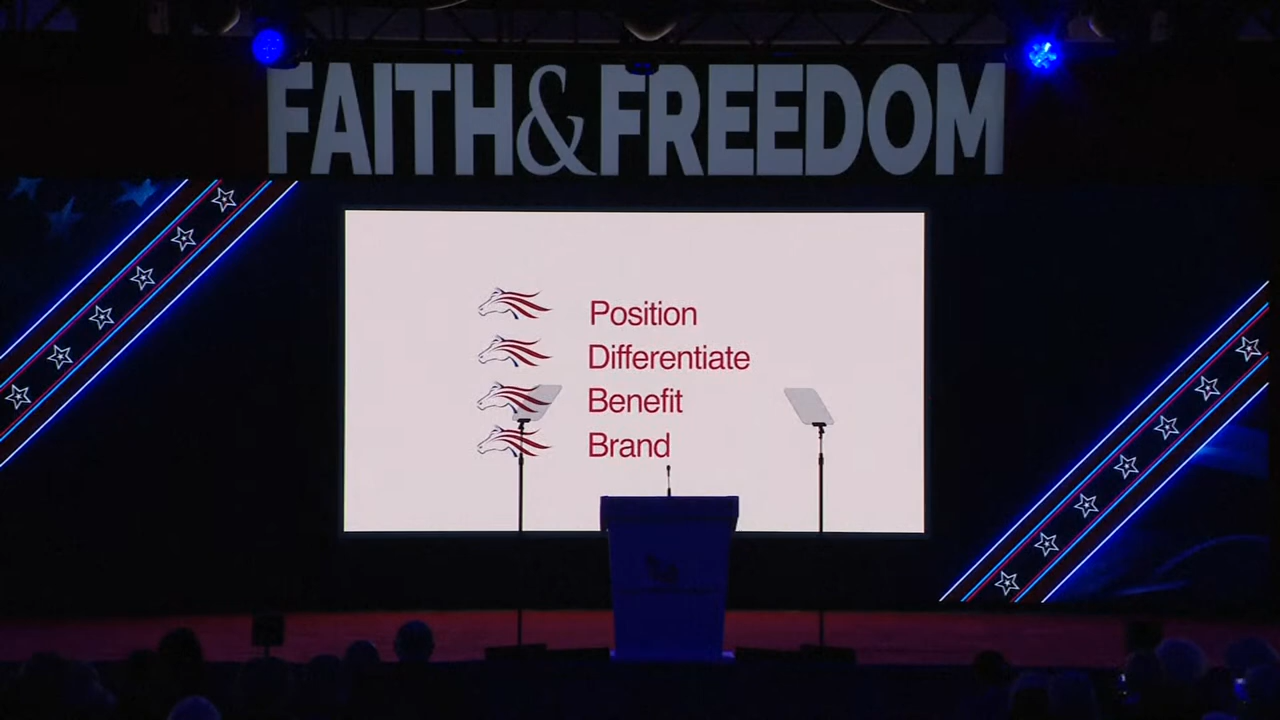 FAITH & FREEDOM
Position
Differentiate
Benefit
Brand